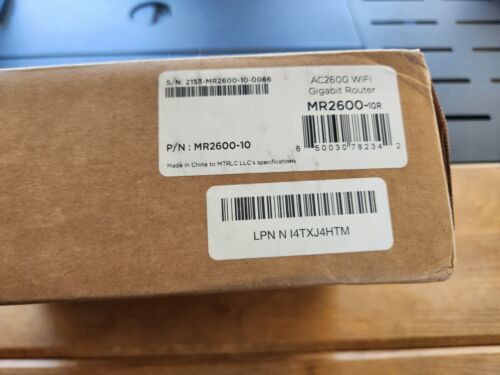 S/N: 2153-MR2600-10-0066
AC2600 WiFi
Gigabit Router
MR2600-10R
P/N : MR2600-10
8 50030 78234 2
Made in China to MTRLC LLC's specifications
LPN N I4TXJ4HTM